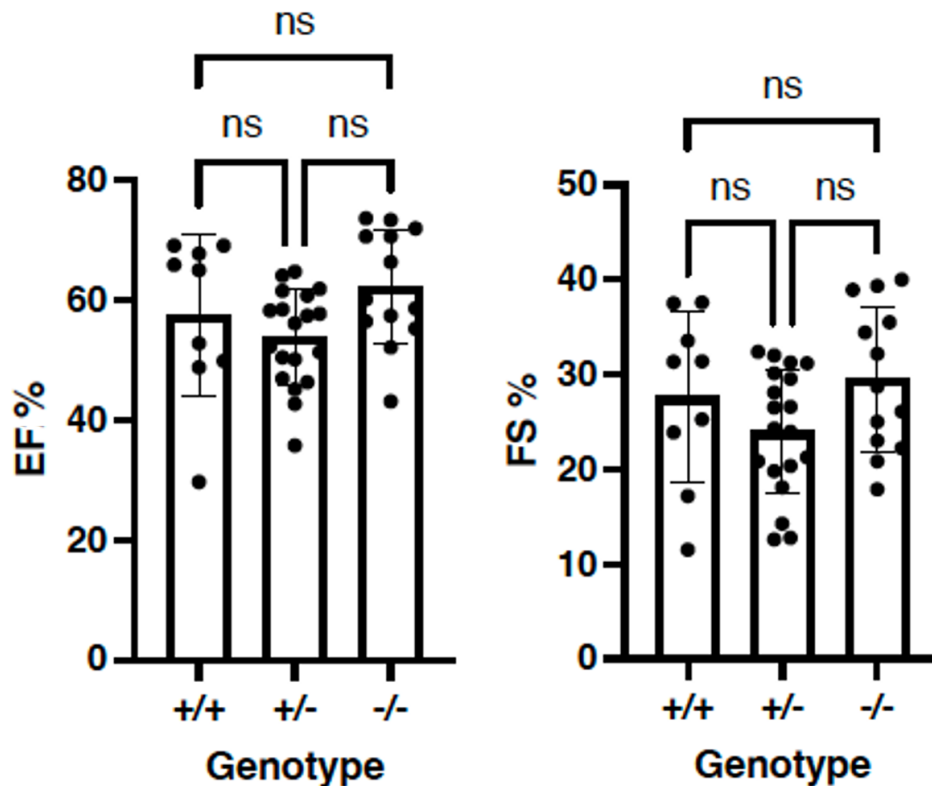 ns
ns ns
80
60
40
20
0
EF %
+/+ +/- -/-
Genotype
ns
ns ns
50
40
30
20
10
0
FS %
+/+ +/- -/-
Genotype